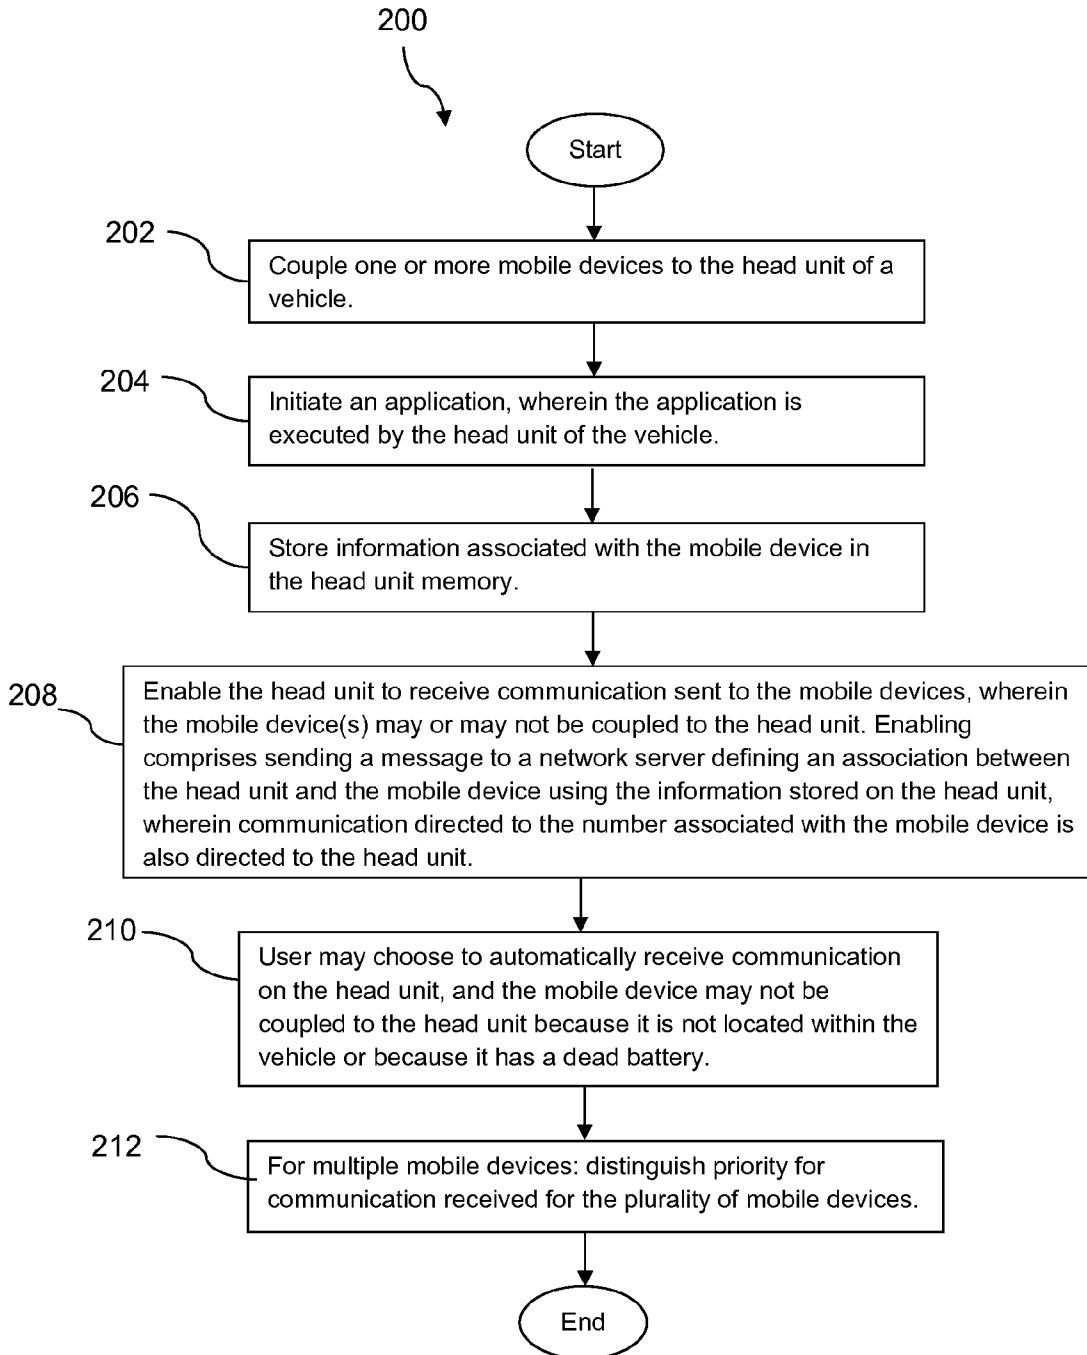 200
Start
202
Couple one or more mobile devices to the head unit of a
vehicle.
204
Initiate an application, wherein the application is
executed by the head unit of the vehicle.
206
Store information associated with the mobile device in
the head unit memory.
208
Enable the head unit to receive communication sent to the mobile devices, wherein
the mobile device(s) may or may not be coupled to the head unit. Enabling
comprises sending a message to a network server defining an association between
the head unit and the mobile device using the information stored on the head unit,
wherein communication directed to the number associated with the mobile device is
also directed to the head unit.
210
User may choose to automatically receive communication
on the head unit, and the mobile device may not be
coupled to the head unit because it is not located within the
vehicle or because it has a dead battery.
212
For multiple mobile devices: distinguish priority for
communication received for the plurality of mobile devices.
End